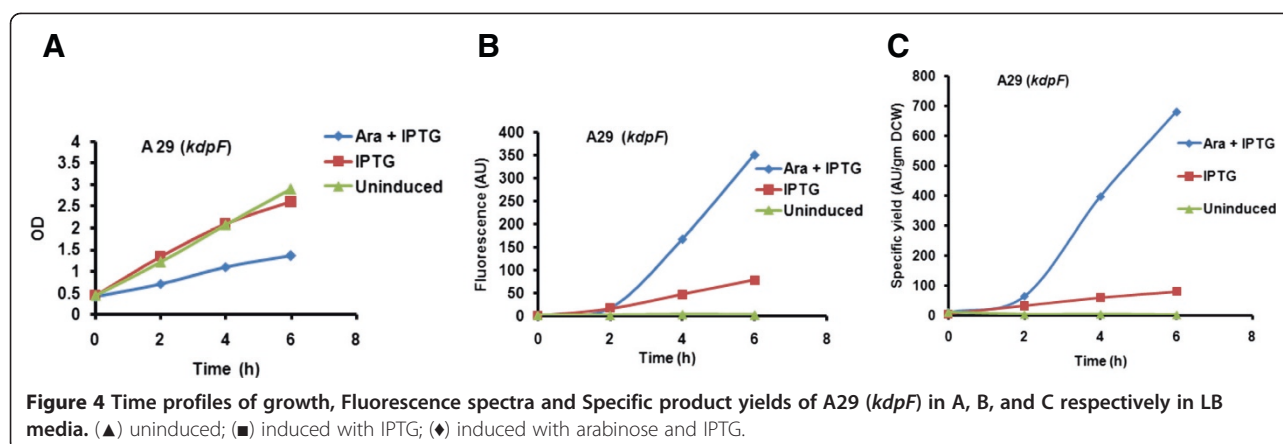 A
A 29 (kdpF)
Ara + IPTG
IPTG
Uninduced
4
3.5
3
2.5
2
1.5
1
0.5
0
OD
0 2 4 6 8
Time (h)
B
A29 (kdpF)
Ara + IPTG
IPTG
Uninduced
400
350
300
250
200
150
100
50
0
Fluorescence (AU)
0 2 4 6 8
Time (h)
C
A29 (kdpF)
Ara + IPTG
IPTG
Uninduced
800
700
600
500
400
300
200
100
0
Specific yield (AU/gm DCW)
0 2 4 6 8
Time (h)
Figure 4 Time profiles of growth, Fluorescence spectra and Specific product yields of A29 (kdpF) in A, B, and C respectively in LB
media. (▲) uninduced; (■) induced with IPTG; (♦) induced with arabinose and IPTG.